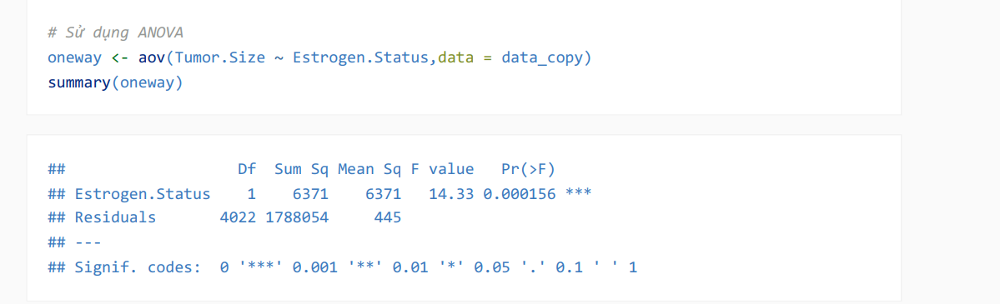 # Sử dụng ANOVA
oneway <- aov(Tumor.Size ~ Estrogen.Status,data = data_copy)
summary(oneway)
##                   Df  Sum Sq Mean Sq F value   Pr(>F)
## Estrogen.Status    1    6371    6371   14.33 0.000156 ***
## Residuals       4022 1788054     445
## ---
## Signif. codes:  0 '***' 0.001 '**' 0.01 '*' 0.05 '.' 0.1 ' ' 1